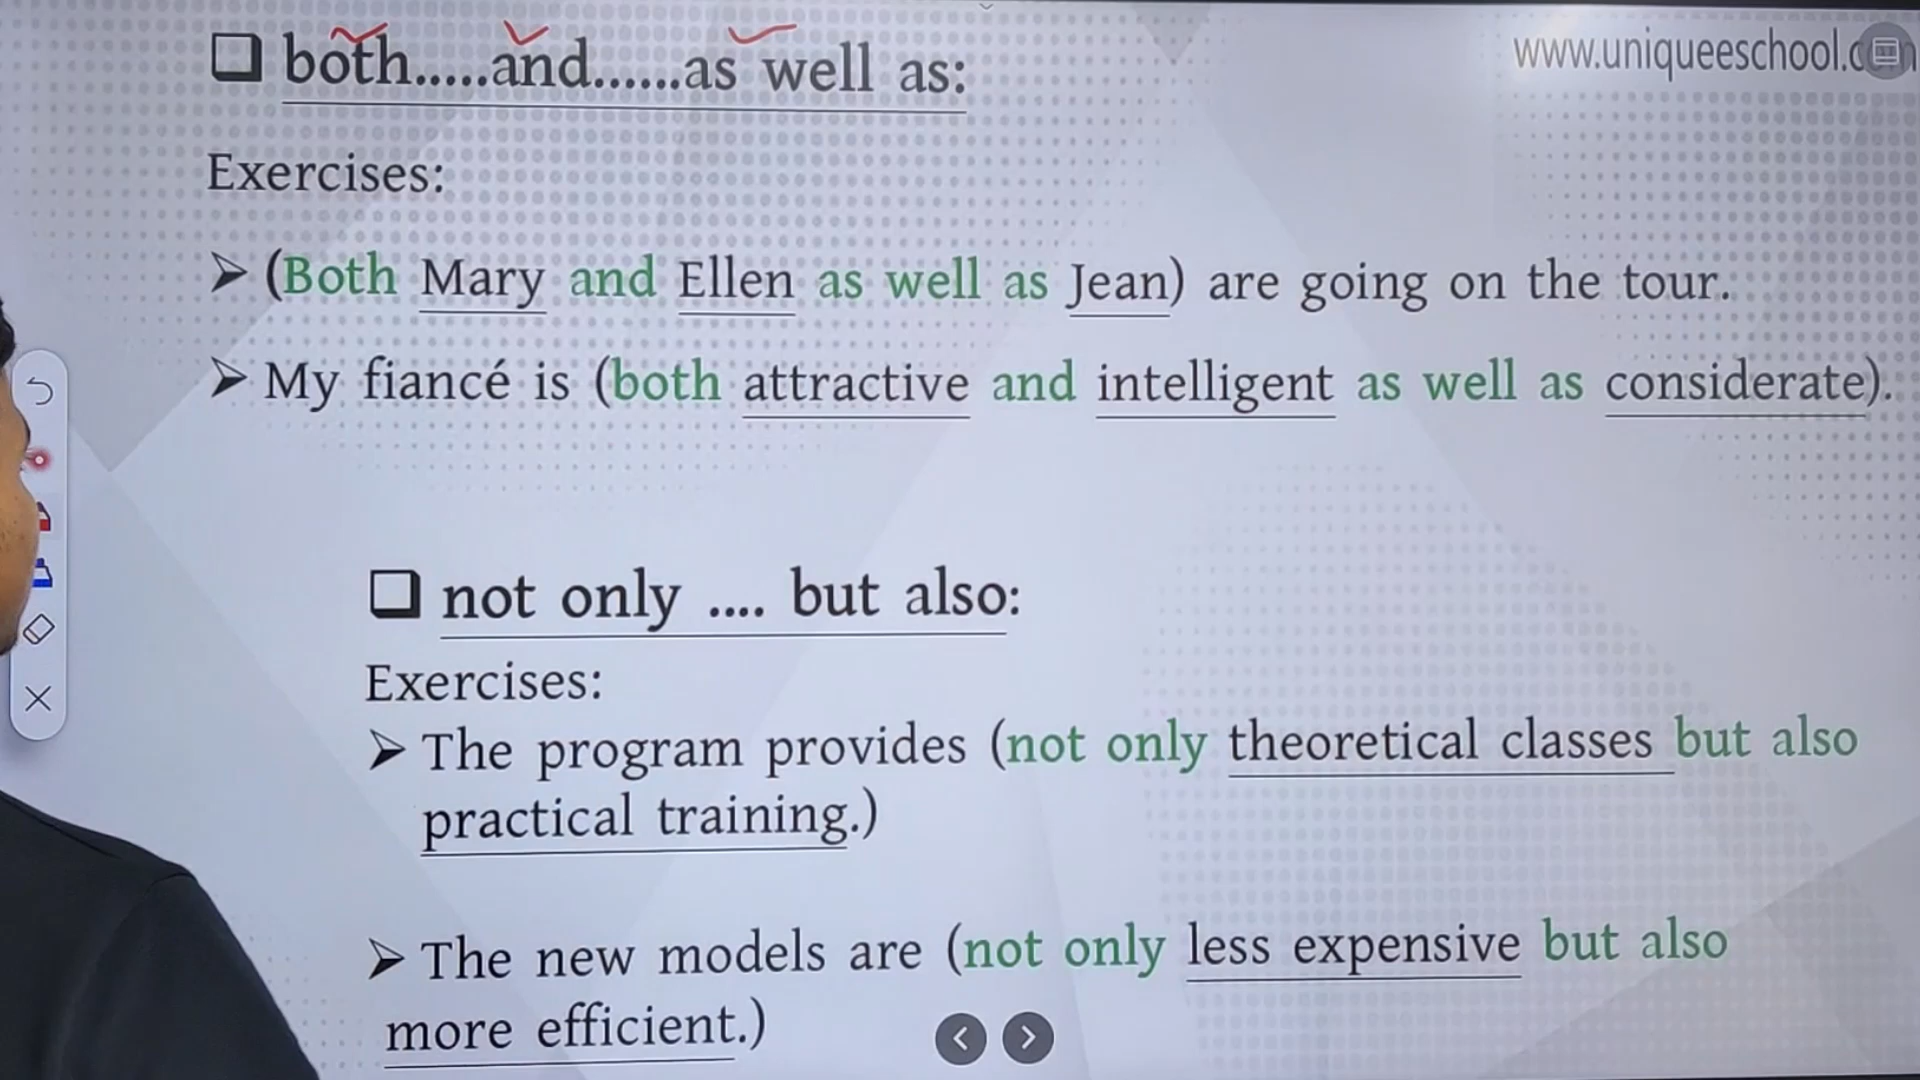 both.....and......as well as:
www.uniqueeschool.c
Exercises:
➢ (Both Mary and Ellen as well as Jean) are going on the tour.
➢ My fiancé is (both attractive and intelligent as well as considerate).
not only .... but also:
Exercises:
➢ The program provides (not only theoretical classes but also
practical training.)
➢ The new models are (not only less expensive but also
more efficient.)